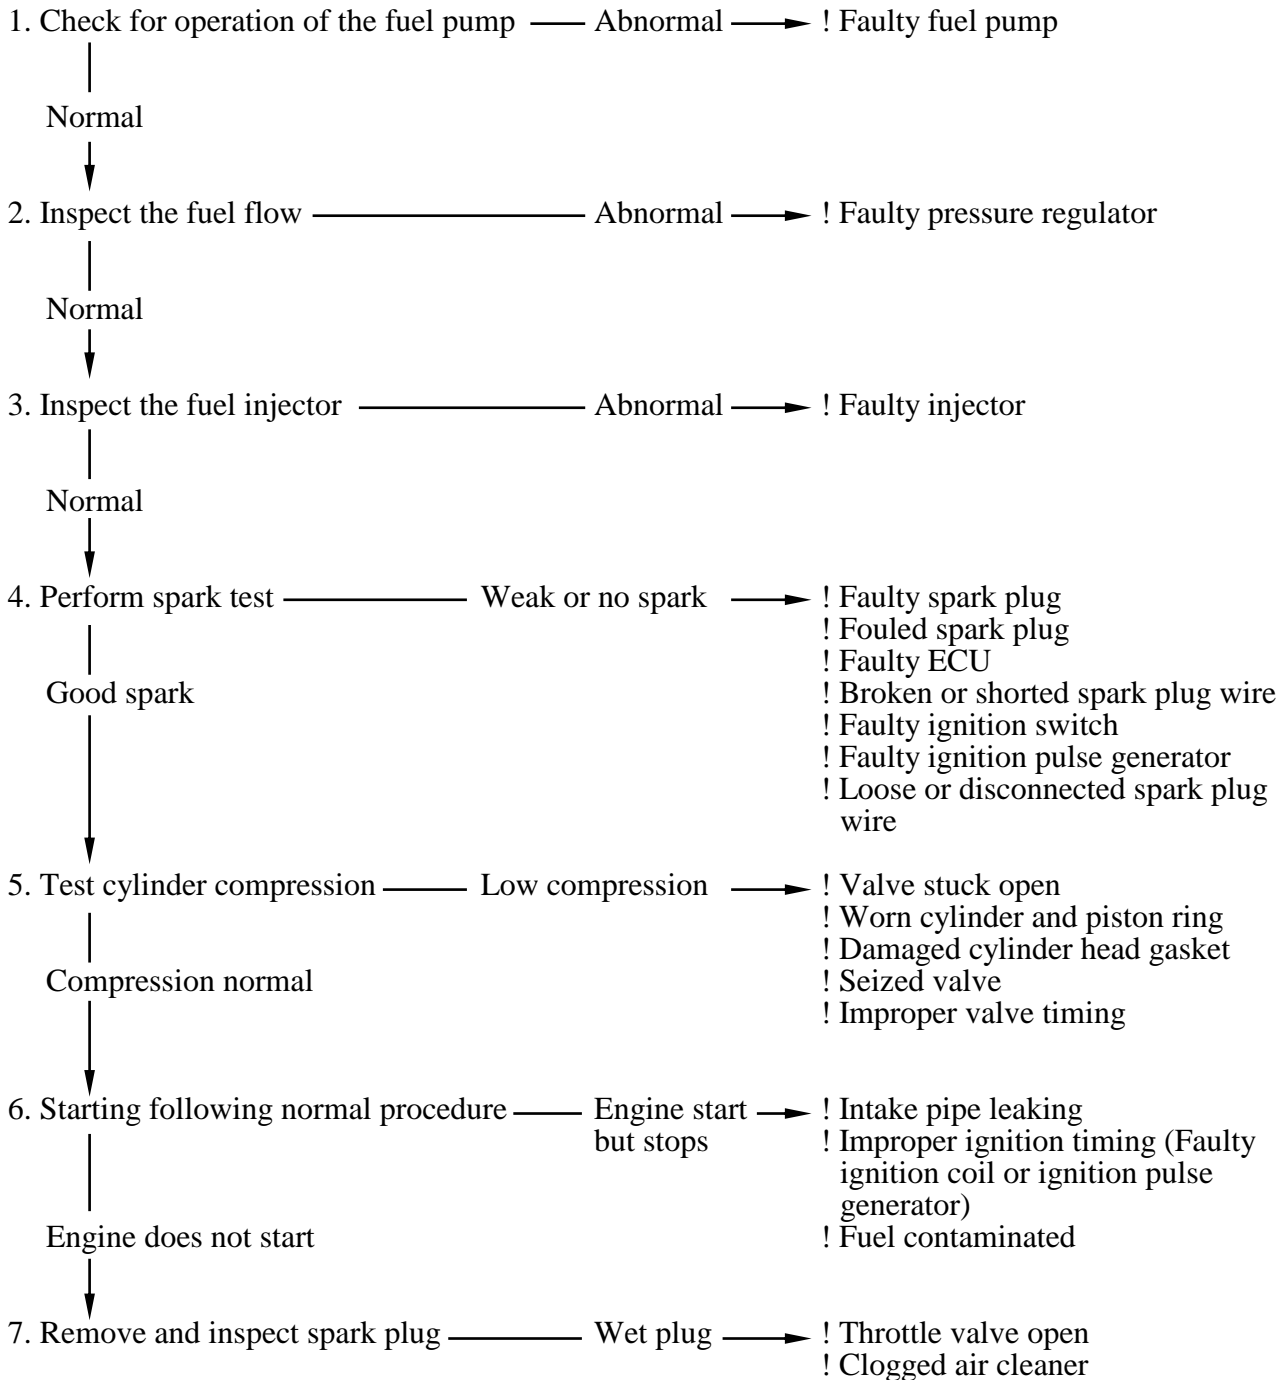 1. Check for operation of the fuel pump Abnormal ! Faulty fuel pump
Normal
2. Inspect the fuel flow Abnormal ! Faulty pressure regulator
Normal
3. Inspect the fuel injector Abnormal ! Faulty injector
Normal
4. Perform spark test Weak or no spark ! Faulty spark plug
! Fouled spark plug
! Faulty ECU
Good spark ! Broken or shorted spark plug wire
! Faulty ignition switch
! Faulty ignition pulse generator
! Loose or disconnected spark plug
wire
5. Test cylinder compression Low compression ! Valve stuck open
! Worn cylinder and piston ring
! Damaged cylinder head gasket
Compression normal ! Seized valve
! Improper valve timing
6. Starting following normal procedure Engine start ! Intake pipe leaking
but stops ! Improper ignition timing (Faulty
ignition coil or ignition pulse
generator)
Engine does not start ! Fuel contaminated
7. Remove and inspect spark plug Wet plug ! Throttle valve open
! Clogged air cleaner